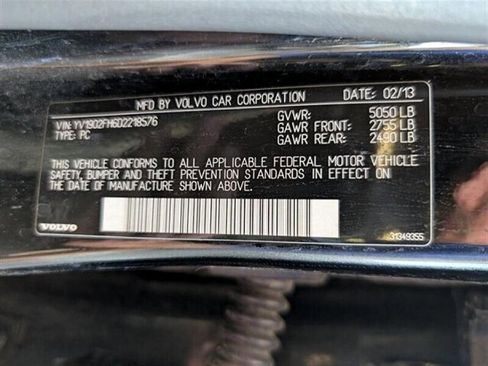 MFD BY VOLVO CAR CORPORATION DATE: 02/13
VIN: YV1902FH6D2218576 GVWR: 5050 LB
TYPE: PC GAWR FRONT: 2755 LB
GAWR REAR: 2490 LB
THIS VEHICLE CONFORMS TO ALL APPLICABLE FEDERAL MOTOR VEHICLE
SAFETY, BUMPER AND THEFT PREVENTION STANDARDS IN EFFECT ON
THE DATE OF MANUFACTURE SHOWN ABOVE.
VOLVO 31349355